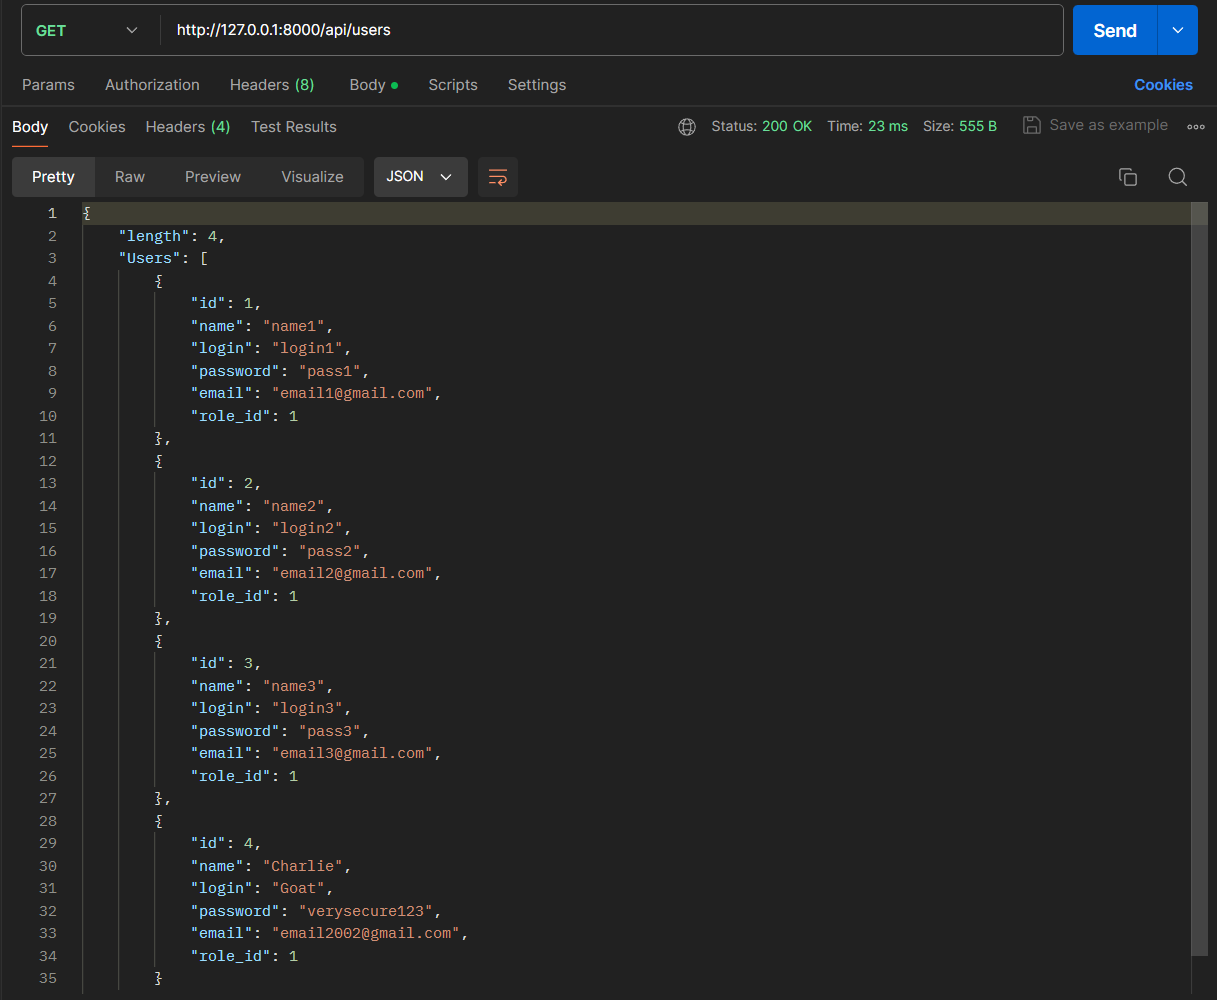 GET http://127.0.0.1:8000/api/users Send
Params Authorization Headers (8) Body Scripts Settings Cookies
Body Cookies Headers (4) Test Results Status: 200 OK Time: 23 ms Size: 555 B Save as example
Pretty Raw Preview Visualize JSON
1 {
2 "length": 4,
3 "Users": [
4 {
5 "id": 1,
6 "name": "name1",
7 "login": "login1",
8 "password": "pass1",
9 "email": "email1@gmail.com",
10 "role_id": 1
11 },
12 {
13 "id": 2,
14 "name": "name2",
15 "login": "login2",
16 "password": "pass2",
17 "email": "email2@gmail.com",
18 "role_id": 1
19 },
20 {
21 "id": 3,
22 "name": "name3",
23 "login": "login3",
24 "password": "pass3",
25 "email": "email3@gmail.com",
26 "role_id": 1
27 },
28 {
29 "id": 4,
30 "name": "Charlie",
31 "login": "Goat",
32 "password": "verysecure123",
33 "email": "email2002@gmail.com",
34 "role_id": 1
35 }